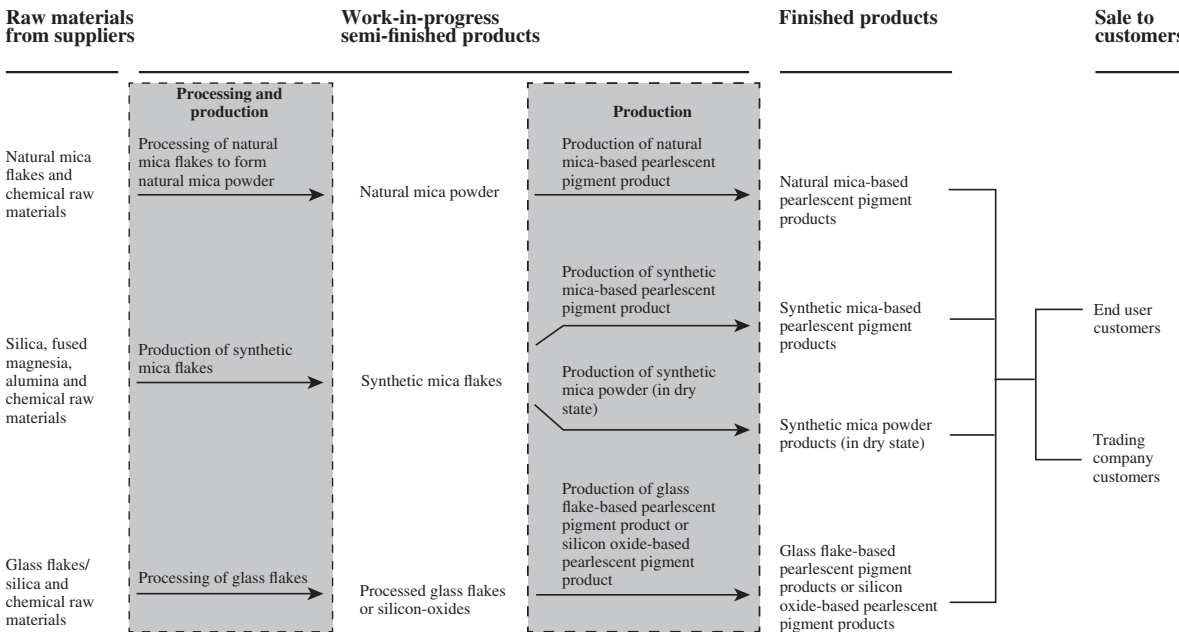 Raw materials
from suppliers
Work-in-progress
semi-finished products
Finished products
Sale to
customers
Processing and
production
Production
Natural mica
flakes and
chemical raw
materials
Processing of natural
mica flakes to form
natural mica powder
Natural mica powder
Production of natural
mica-based pearlescent
pigment product
Natural mica-based
pearlescent pigment
products
Silica, fused
magnesia,
alumina and
chemical raw
materials
Production of synthetic
mica flakes
Synthetic mica flakes
Production of synthetic
mica-based pearlescent
pigment product
Production of synthetic
mica powder (in dry
state)
Synthetic mica-based
pearlescent pigment
products
Synthetic mica powder
products (in dry state)
End user
customers
Trading
company
customers
Glass flakes/
silica and
chemical raw
materials
Processing of glass flakes
Processed glass flakes
or silicon-oxides
Production of glass
flake-based pearlescent
pigment product or
silicon oxide-based
pearlescent pigment
product
Glass flake-based
pearlescent pigment
products or silicon
oxide-based pearlescent
pigment products